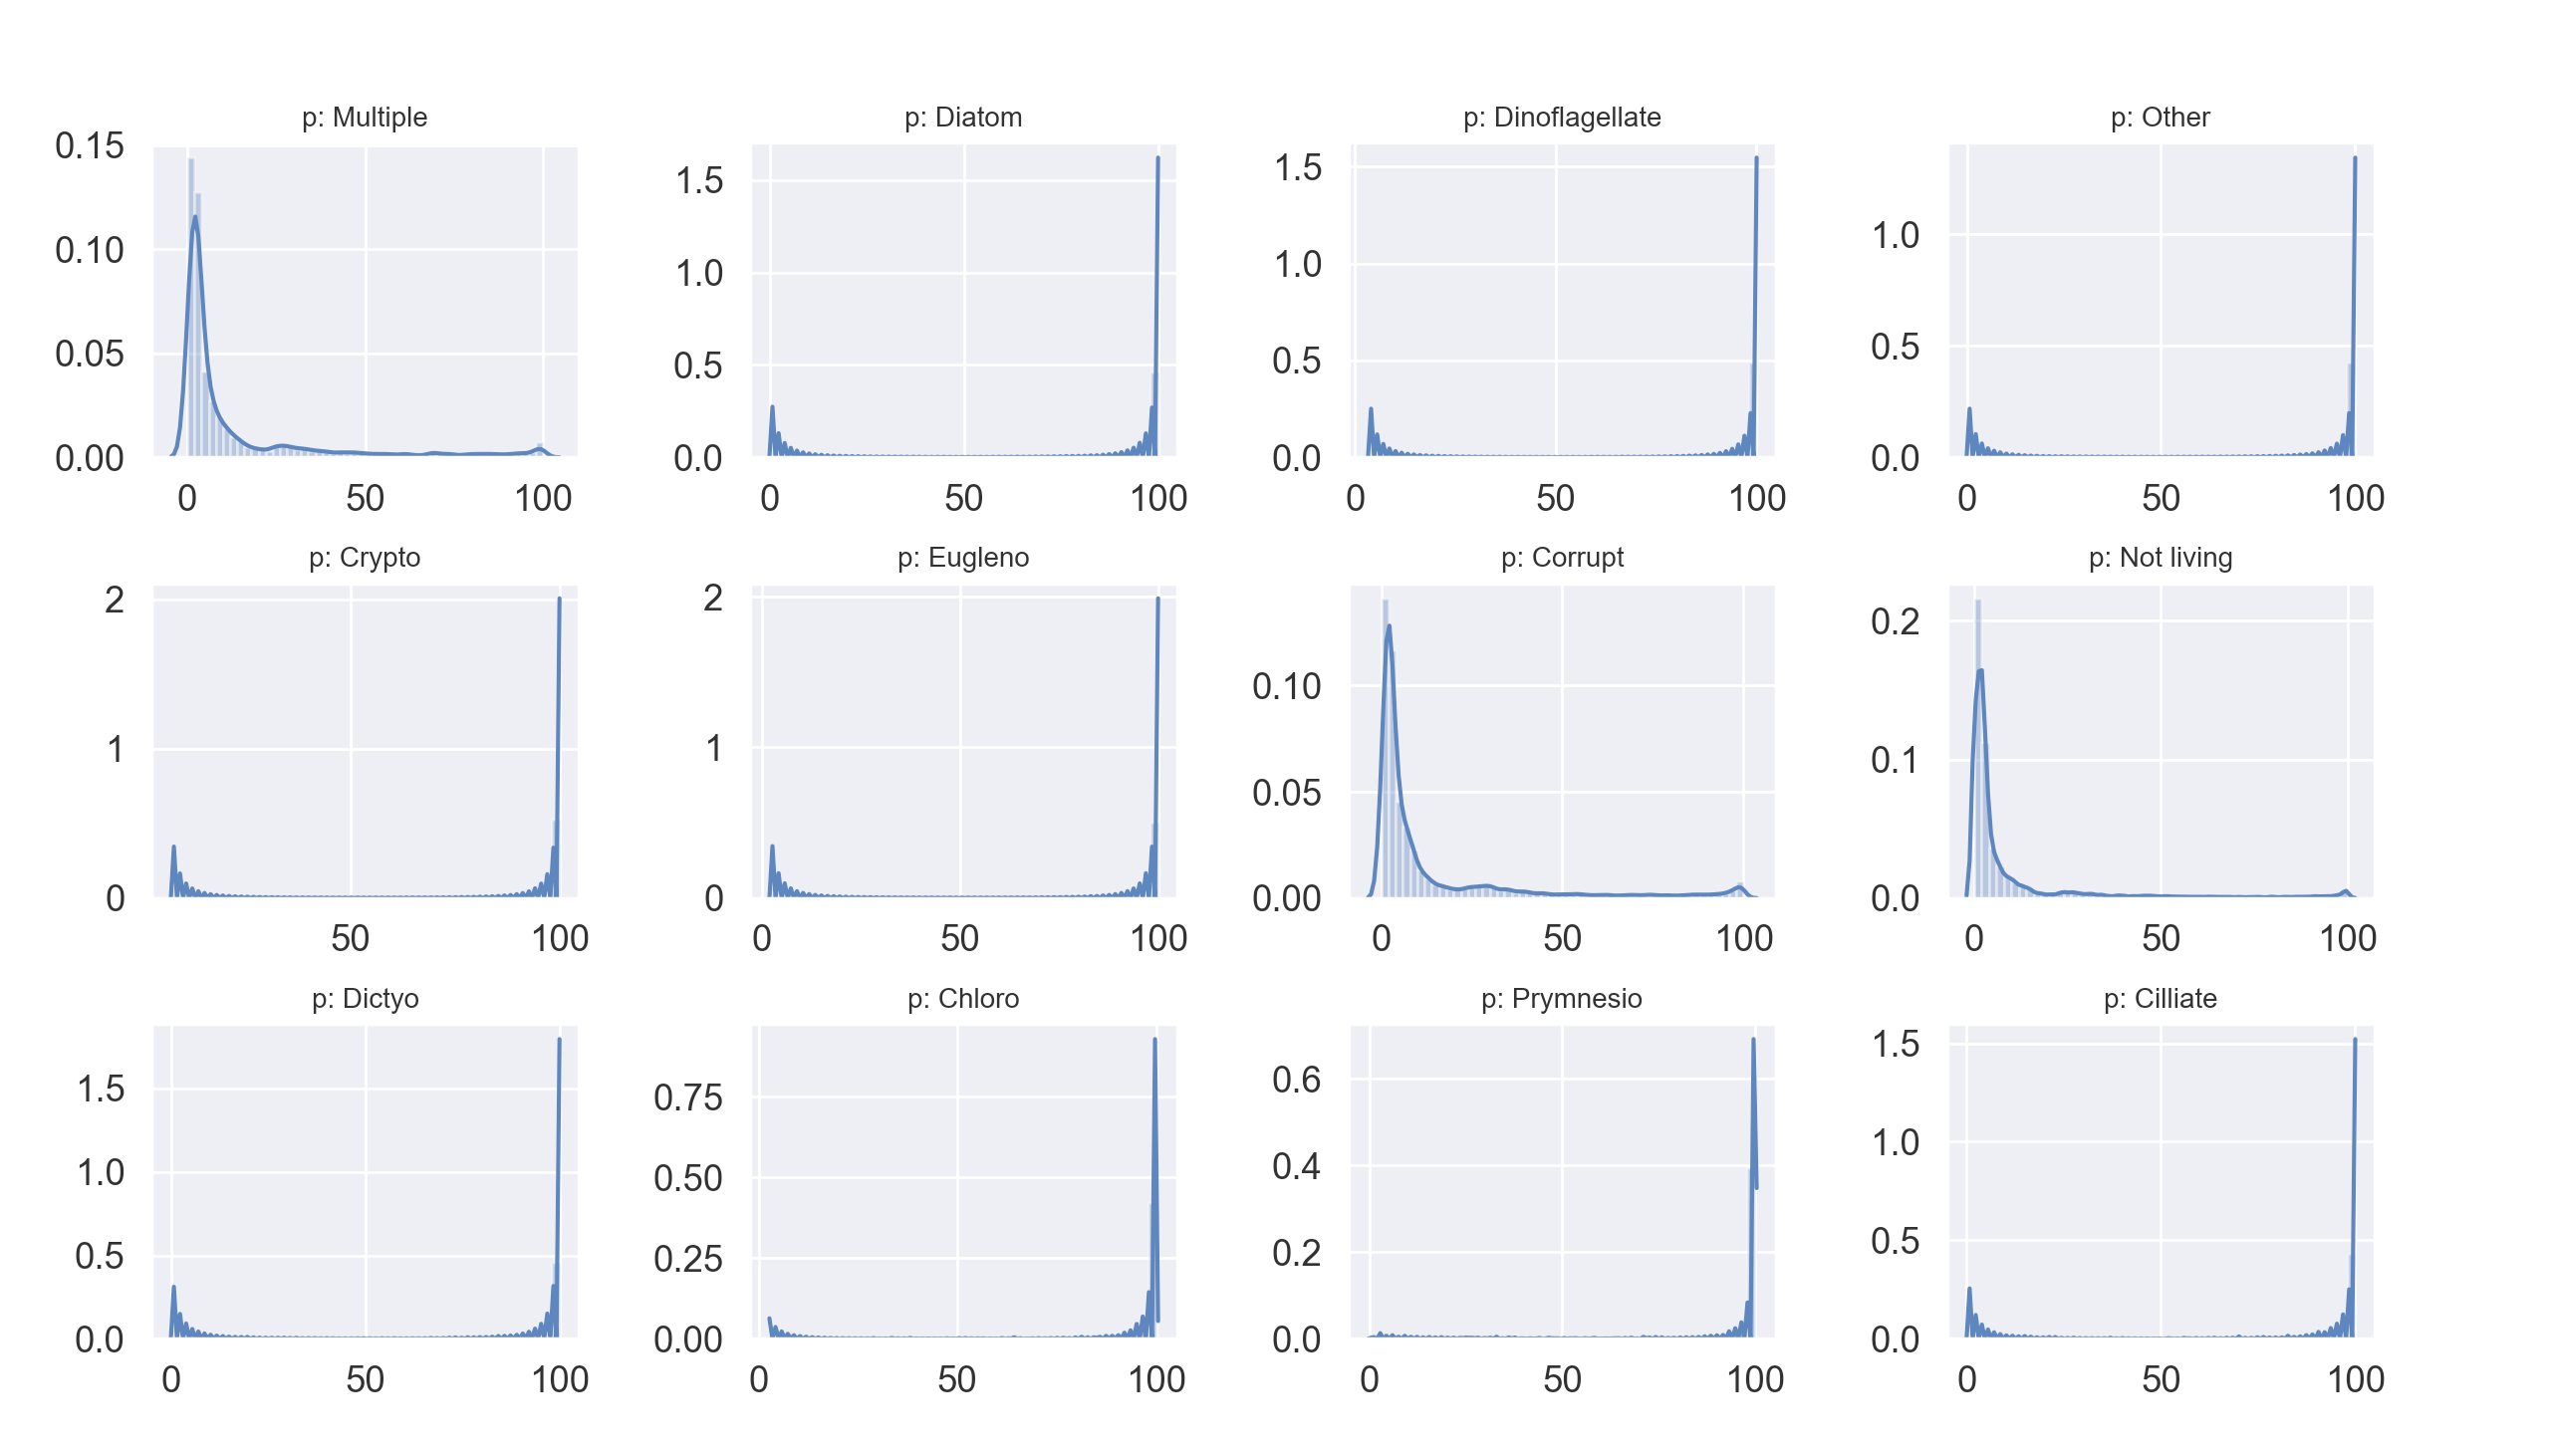 p: Multiple
0.15
0.10
0.05
0.00
0 50 100
p: Diatom
1.5
1.0
0.5
0.0
0 50 100
p: Dinoflagellate
1.5
1.0
0.5
0.0
0 50 100
p: Other
1.0
0.5
0.0
0 50 100
p: Crypto
2
1
0
50 100
p: Eugleno
2
1
0
0 50 100
p: Corrupt
0.10
0.05
0.00
0 50 100
p: Not living
0.2
0.1
0.0
0 50 100
p: Dictyo
1.5
1.0
0.5
0.0
0 50 100
p: Chloro
0.75
0.50
0.25
0.00
0 50 100
p: Prymnesio
0.6
0.4
0.2
0.0
0 50 100
p: Cilliate
1.5
1.0
0.5
0.0
0 50 100